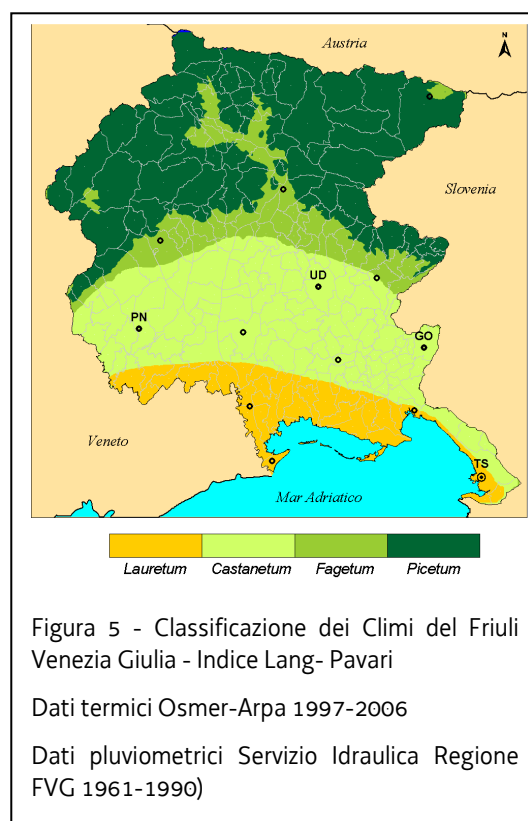 Austria
N
Slovenia
UD
PN
GO
Veneto
TS
Mar Adriatico
Lauretum Castanetum Fagetum Picetum
Figura 5 - Classificazione dei Climi del Friuli
Venezia Giulia - Indice Lang- Pavari
Dati termici Osmer-Arpa 1997-2006
Dati pluviometrici Servizio Idraulica Regione
FVG 1961-1990)